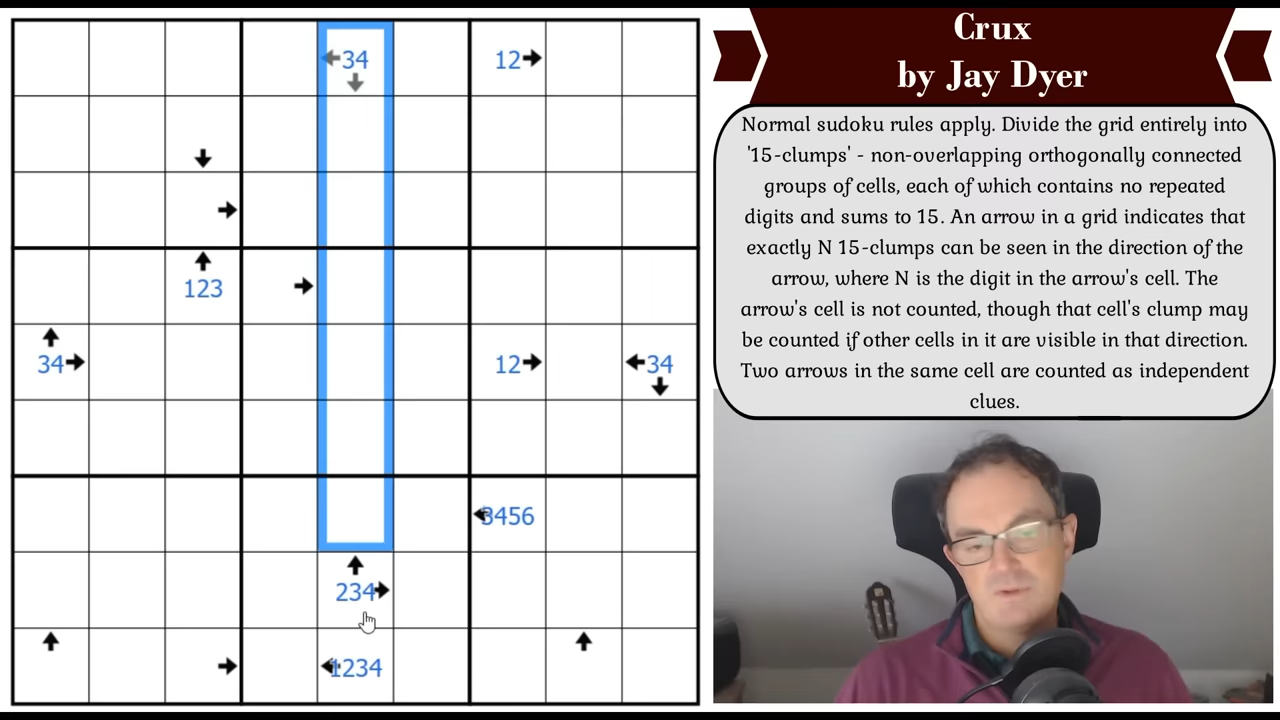 Crux
by Jay Dyer
Normal sudoku rules apply. Divide the grid entirely into
'15-clumps' - non-overlapping orthogonally connected
groups of cells, each of which contains no repeated
digits and sums to 15. An arrow in a grid indicates that
exactly N 15-clumps can be seen in the direction of the
arrow, where N is the digit in the arrow's cell. The
arrow's cell is not counted, though that cell's clump may
be counted if other cells in it are visible in that direction.
Two arrows in the same cell are counted as independent
clues.
34 12
123
34 12 34
3456
234
1234